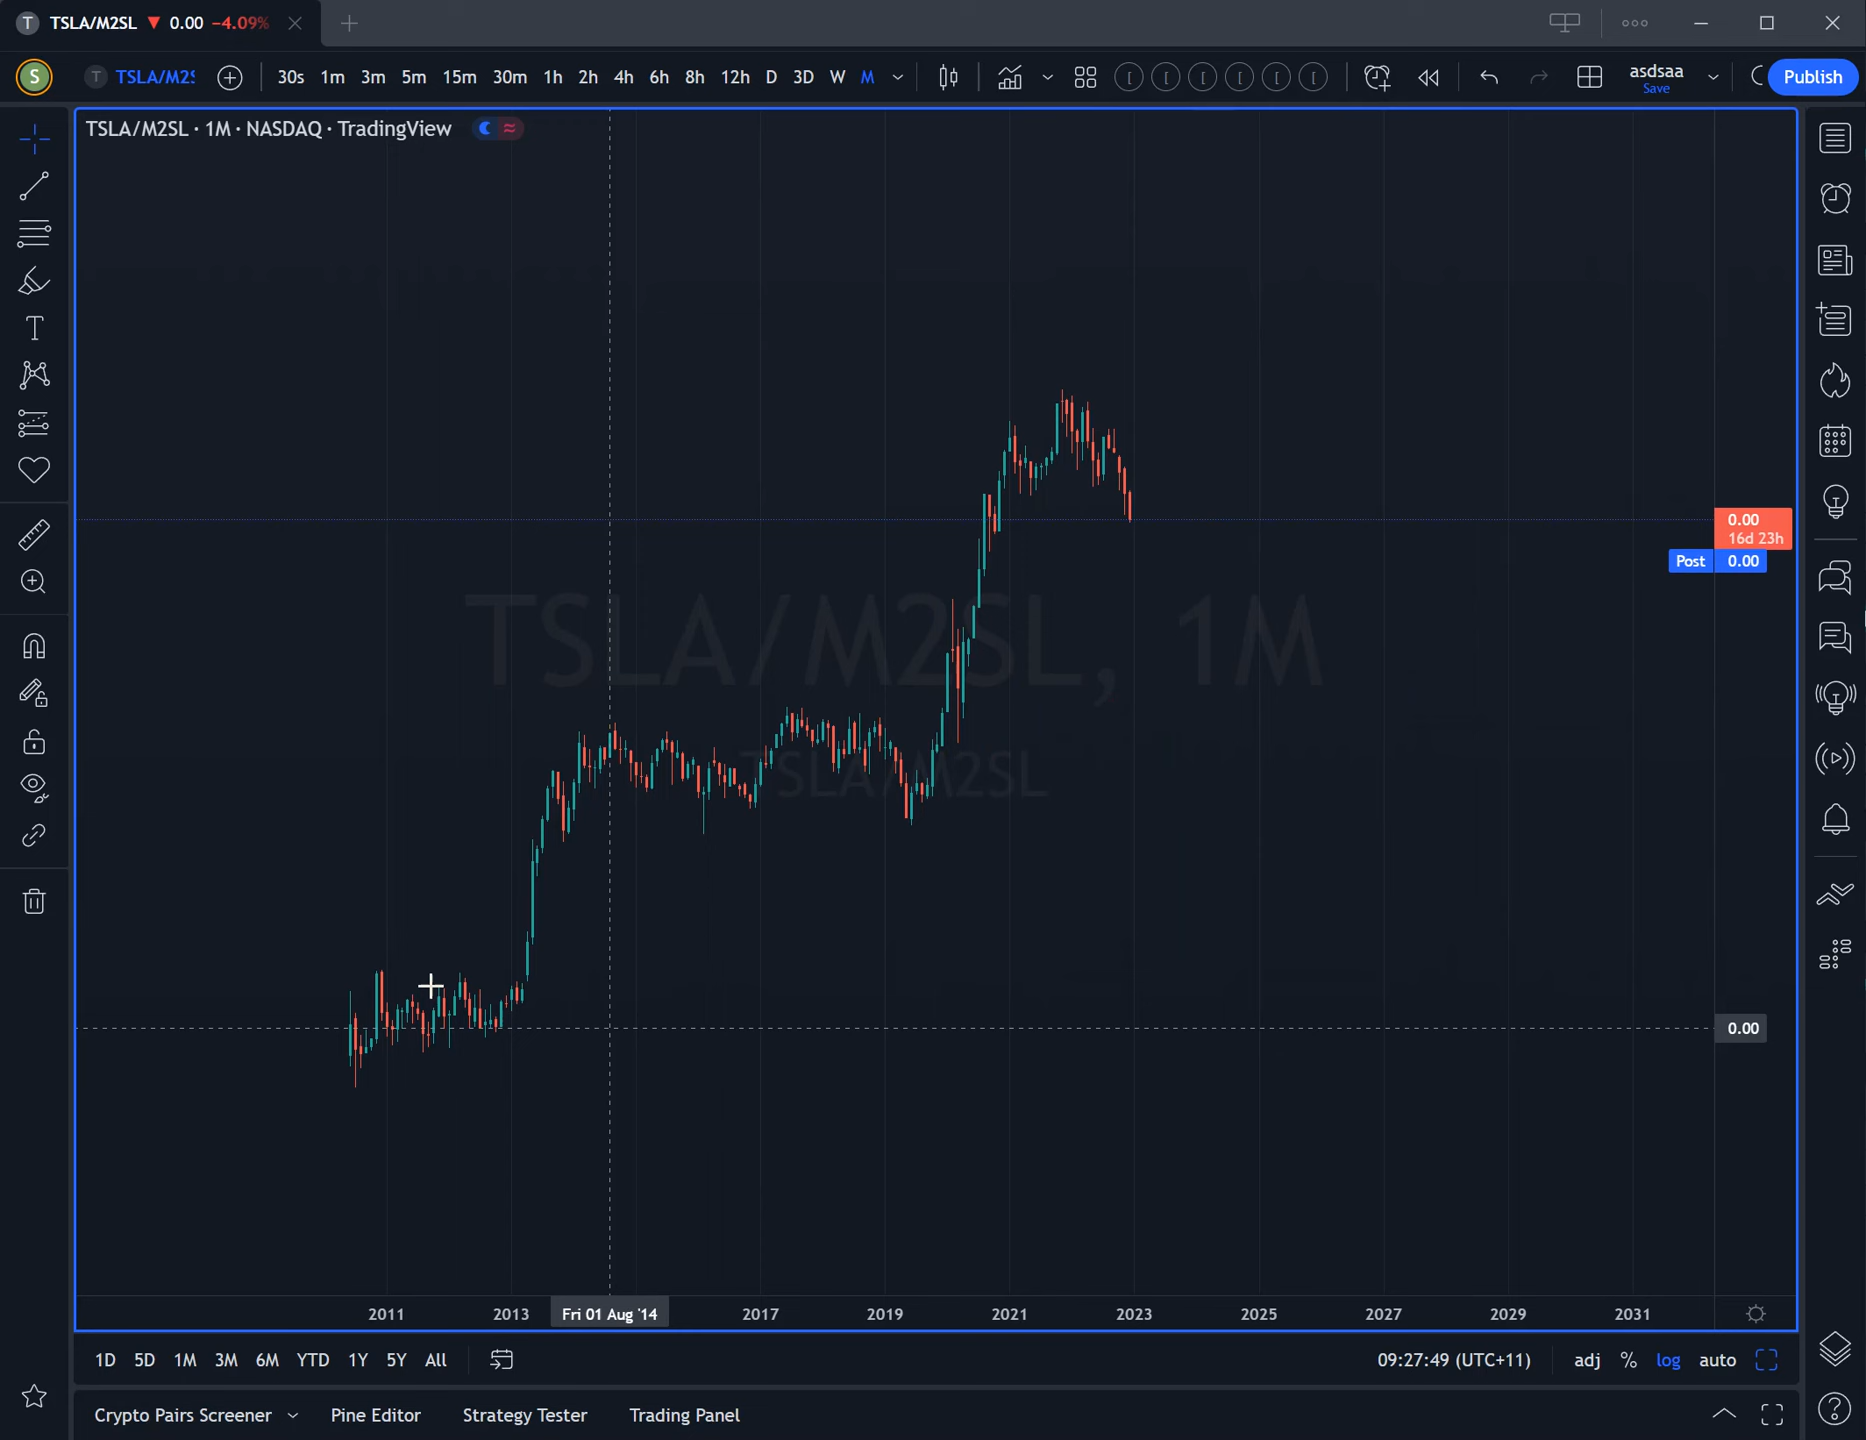 T TSLA/M2SL ▼ 0.00 −4.09%
S T TSLA/M2S 30s 1m 3m 5m 15m 30m 1h 2h 4h 6h 8h 12h D 3D W M asdsaa Publish
Save
TSLA/M2SL · 1M · NASDAQ · TradingView
0.00
16d 23h
Post 0.00
TSLA/M2SL, 1M
TSLA/M2SL
0.00
2011 2013 Fri 01 Aug '14 2017 2019 2021 2023 2025 2027 2029 2031
1D 5D 1M 3M 6M YTD 1Y 5Y All 09:27:49 (UTC+11) adj % log auto
Crypto Pairs Screener Pine Editor Strategy Tester Trading Panel